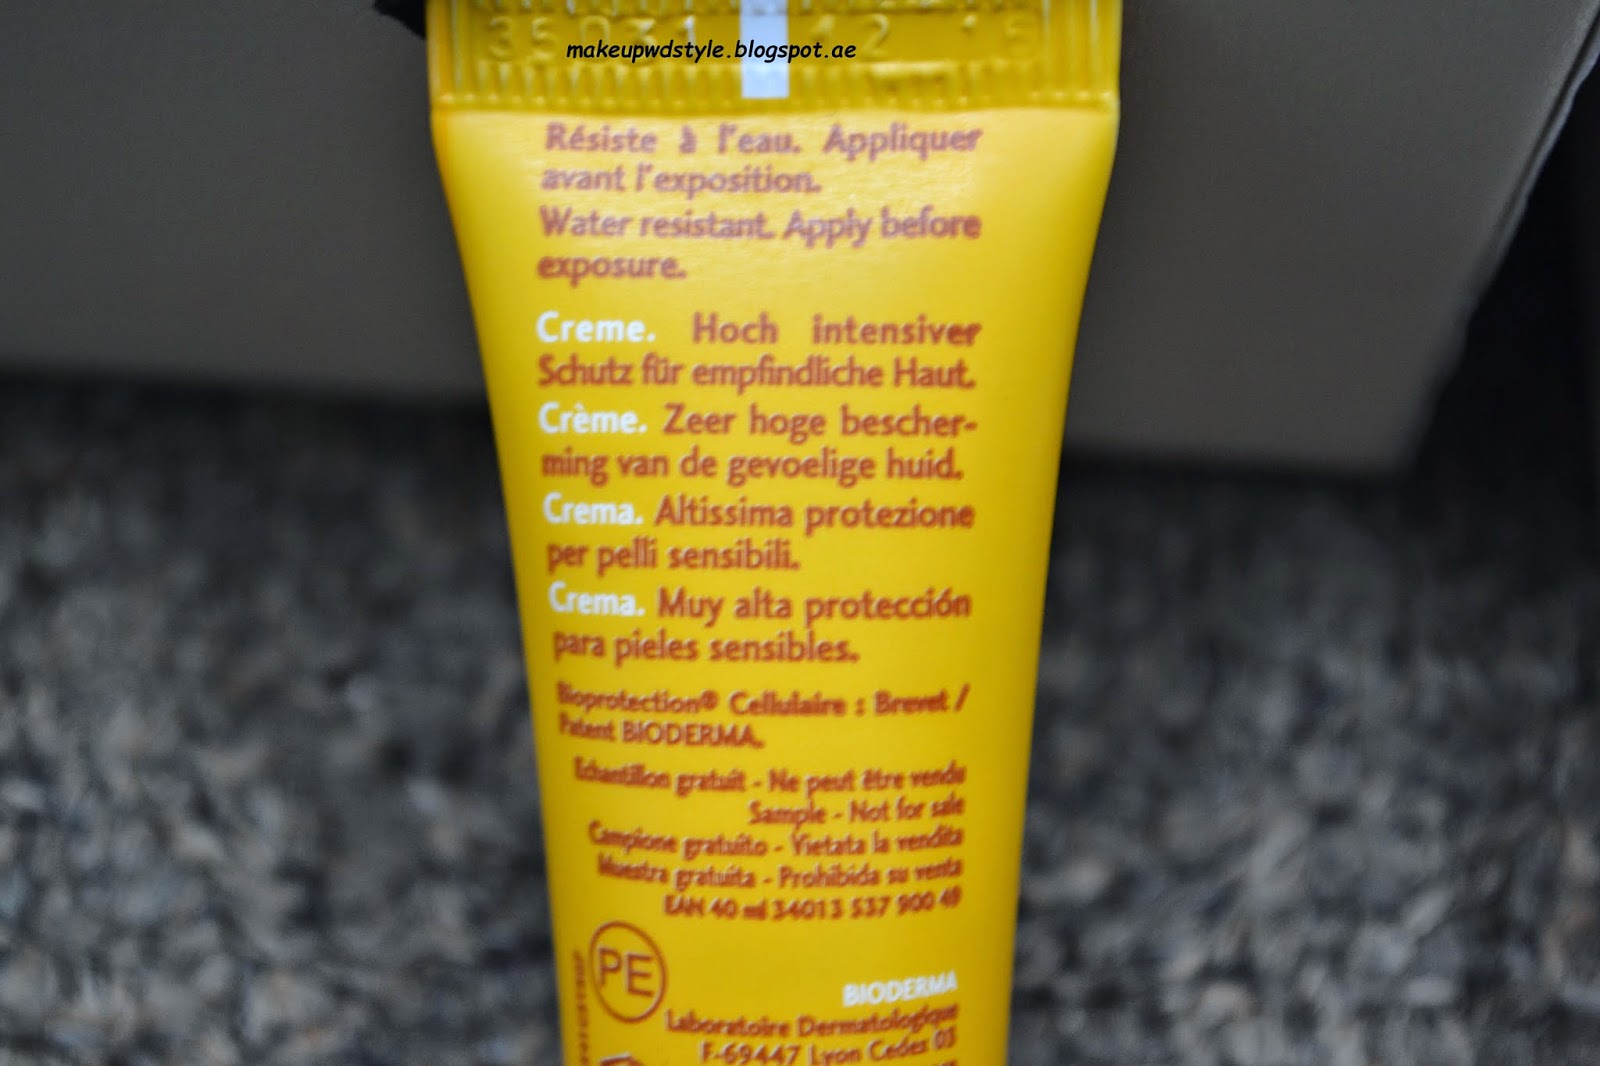 35031 12 15
makeupwdstyle.blogspot.ae
Résiste à l'eau. Appliquer
avant l'exposition.
Water resistant. Apply before
exposure.
Creme. Hoch intensiver
Schutz für empfindliche Haut.
Crème. Zeer hoge bescher-
ming van de gevoelige huid.
Crema. Altissima protezione
per pelli sensibili.
Crema. Muy alta protección
para pieles sensibles.
Bioprotection® Cellulaire : Brevet /
Patent BIODERMA.
Echantillon gratuit - Ne peut être vendu
Sample - Not for sale
Campione gratuito - Vietata la vendita
Muestra gratuita - Prohibida su venta
EAN 40 ml 34013 537 900 49
PE
BIODERMA
Laboratoire Dermatologique
F-69447 Lyon Cedex 03